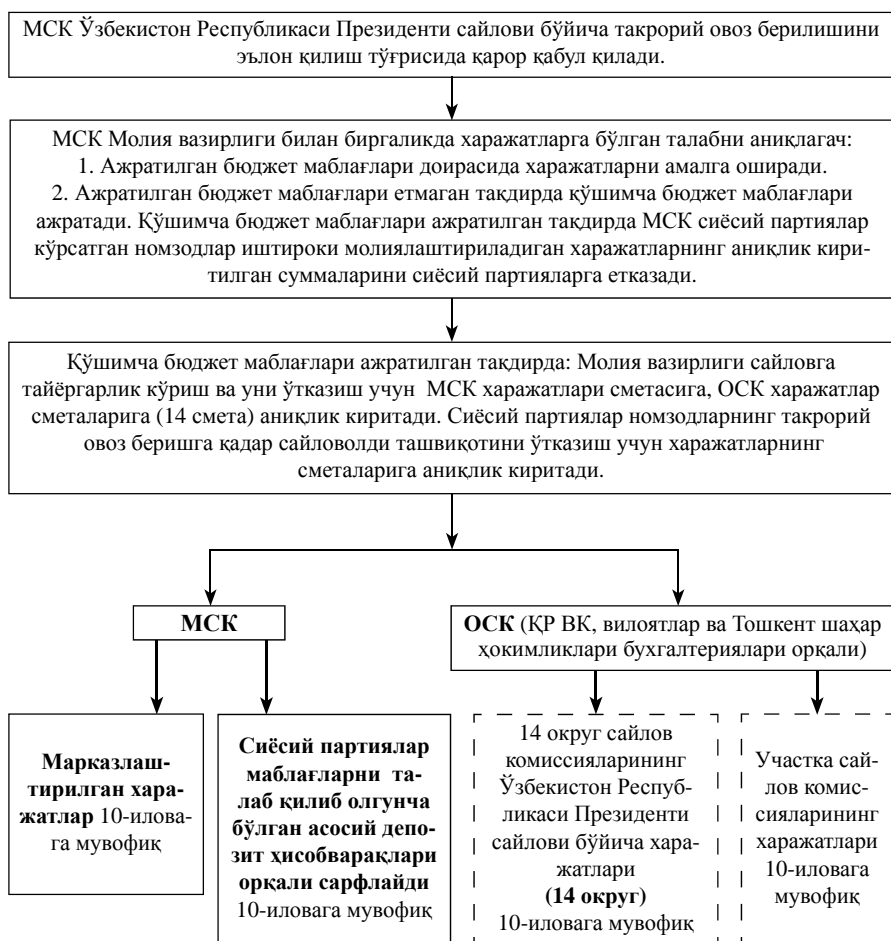 МСК Ўзбекистон Республикаси Президенти сайлови бўйича такрорий овоз берилишини
эълон қилиш тўғрисида қарор қабул қилади.
МСК Молия вазирлиги билан биргаликда харажатларга бўлган талабни аниқлагач:
1. Ажратилган бюджет маблағлари доирасида харажатларни амалга оширади.
2. Ажратилган бюджет маблағлари етмаган тақдирда қўшимча бюджет маблағлари
ажратади. Қўшимча бюджет маблағлари ажратилган тақдирда МСК сиёсий партиялар
кўрсатган номзодлар иштироки молиялаштириладиган харажатларнинг аниқлик кири-
тилган суммаларини сиёсий партияларга етказади.
Қўшимча бюджет маблағлари ажратилган тақдирда: Молия вазирлиги сайловга
тайёргарлик кўриш ва уни ўтказиш учун МСК харажатлари сметасига, ОСК харажатлар
сметаларига (14 смета) аниқлик киритади. Сиёсий партиялар номзодларнинг такрорий
овоз беришга қадар сайловолди ташвиқотини ўтказиш учун харажатларнинг
сметаларига аниқлик киритади.
МСК
ОСК (ҚР ВК, вилоятлар ва Тошкент шаҳар
ҳокимликлари бухгалтериялари орқали)
Марказлаш-
тирилган хара-
жатлар 10-илова-
га мувофиқ
Сиёсий партиялар
маблағларни та-
лаб қилиб олгунча
бўлган асосий депо-
зит ҳисобварақлари
орқали сарфлайди
10-иловага мувофиқ
14 округ сайлов
комиссияларининг
Ўзбекистон Респуб-
ликаси Президенти
сайлови бўйича хара-
жатлари
(14 округ)
10-иловага мувофиқ
Участка сай-
лов комис-
сияларининг
харажатлари
10-иловага
мувофиқ